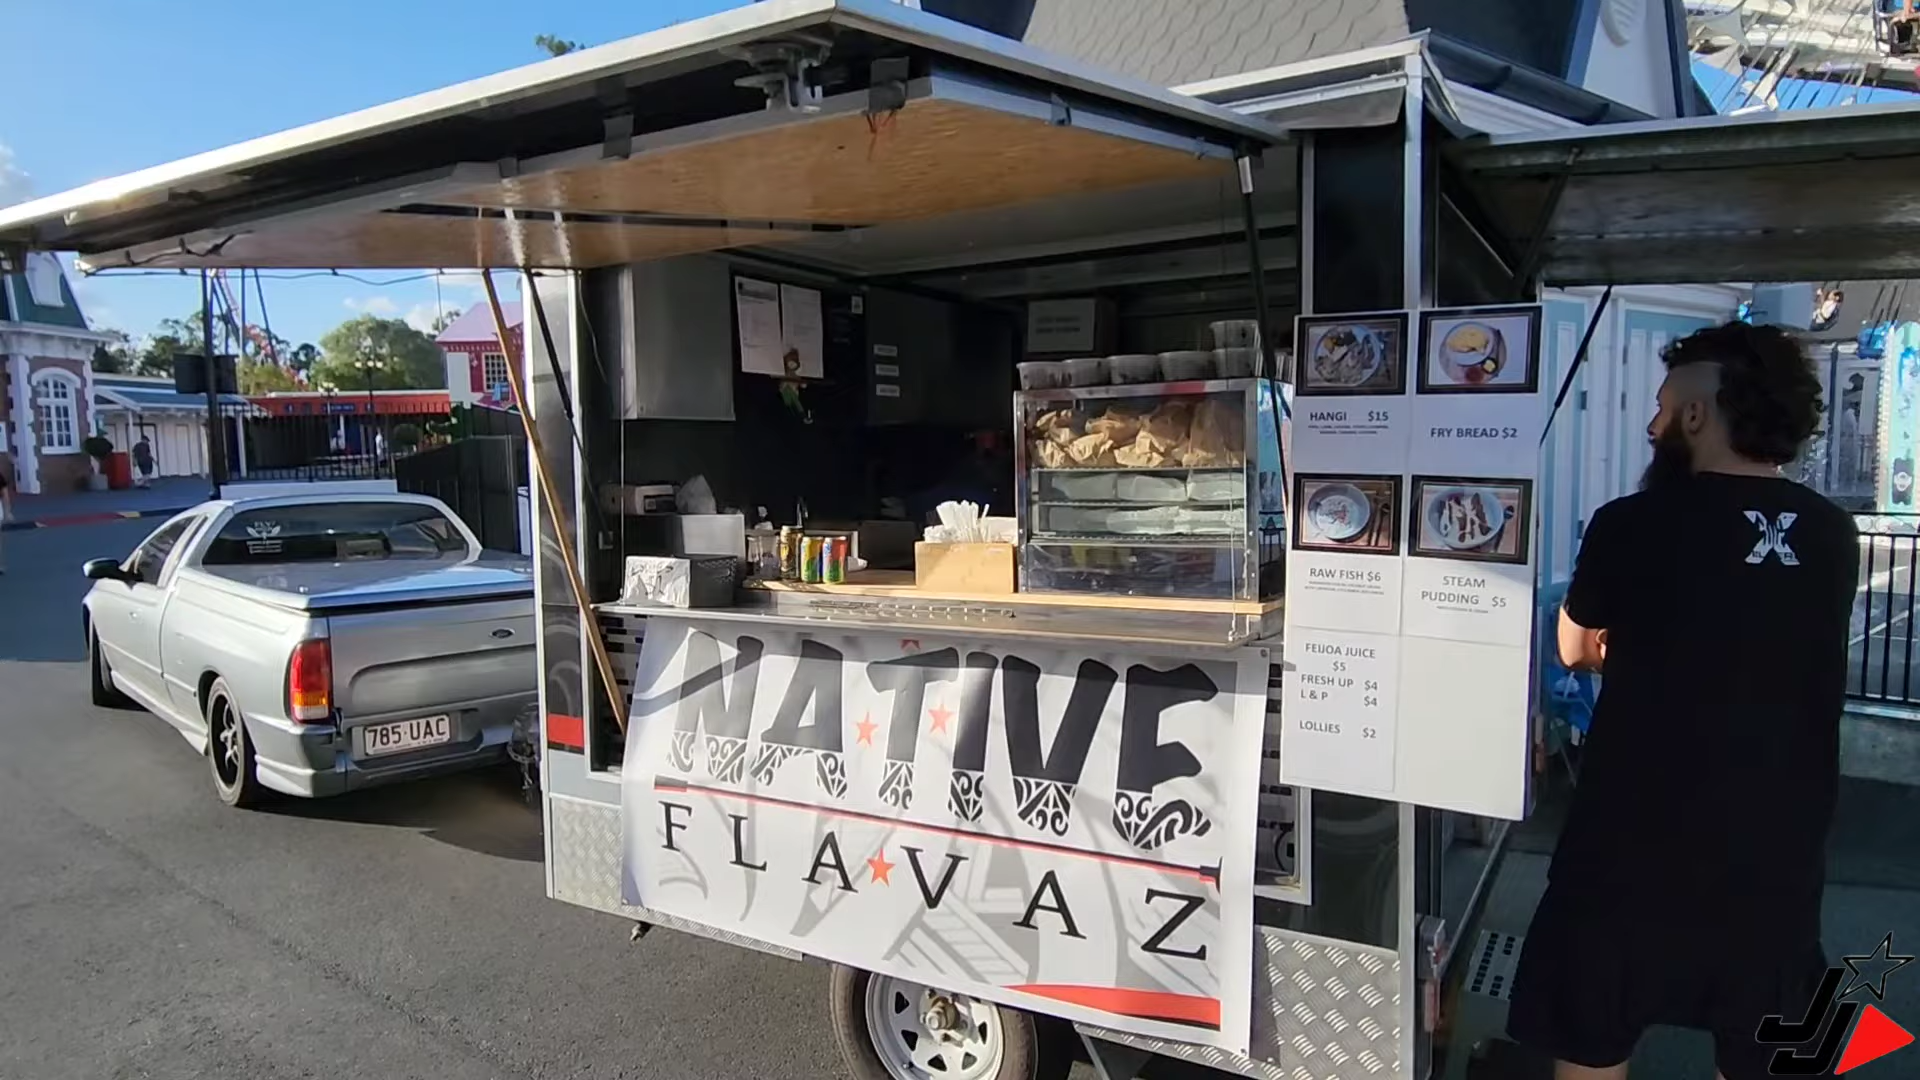 NATIVE
FLAVAZ
HANGI $15
FRY BREAD $2
RAW FISH $6
STEAM
PUDDING $5
FEIJOA JUICE
$5
FRESH UP $4
L & P $4
LOLLIES $2
785·UAC
FLY